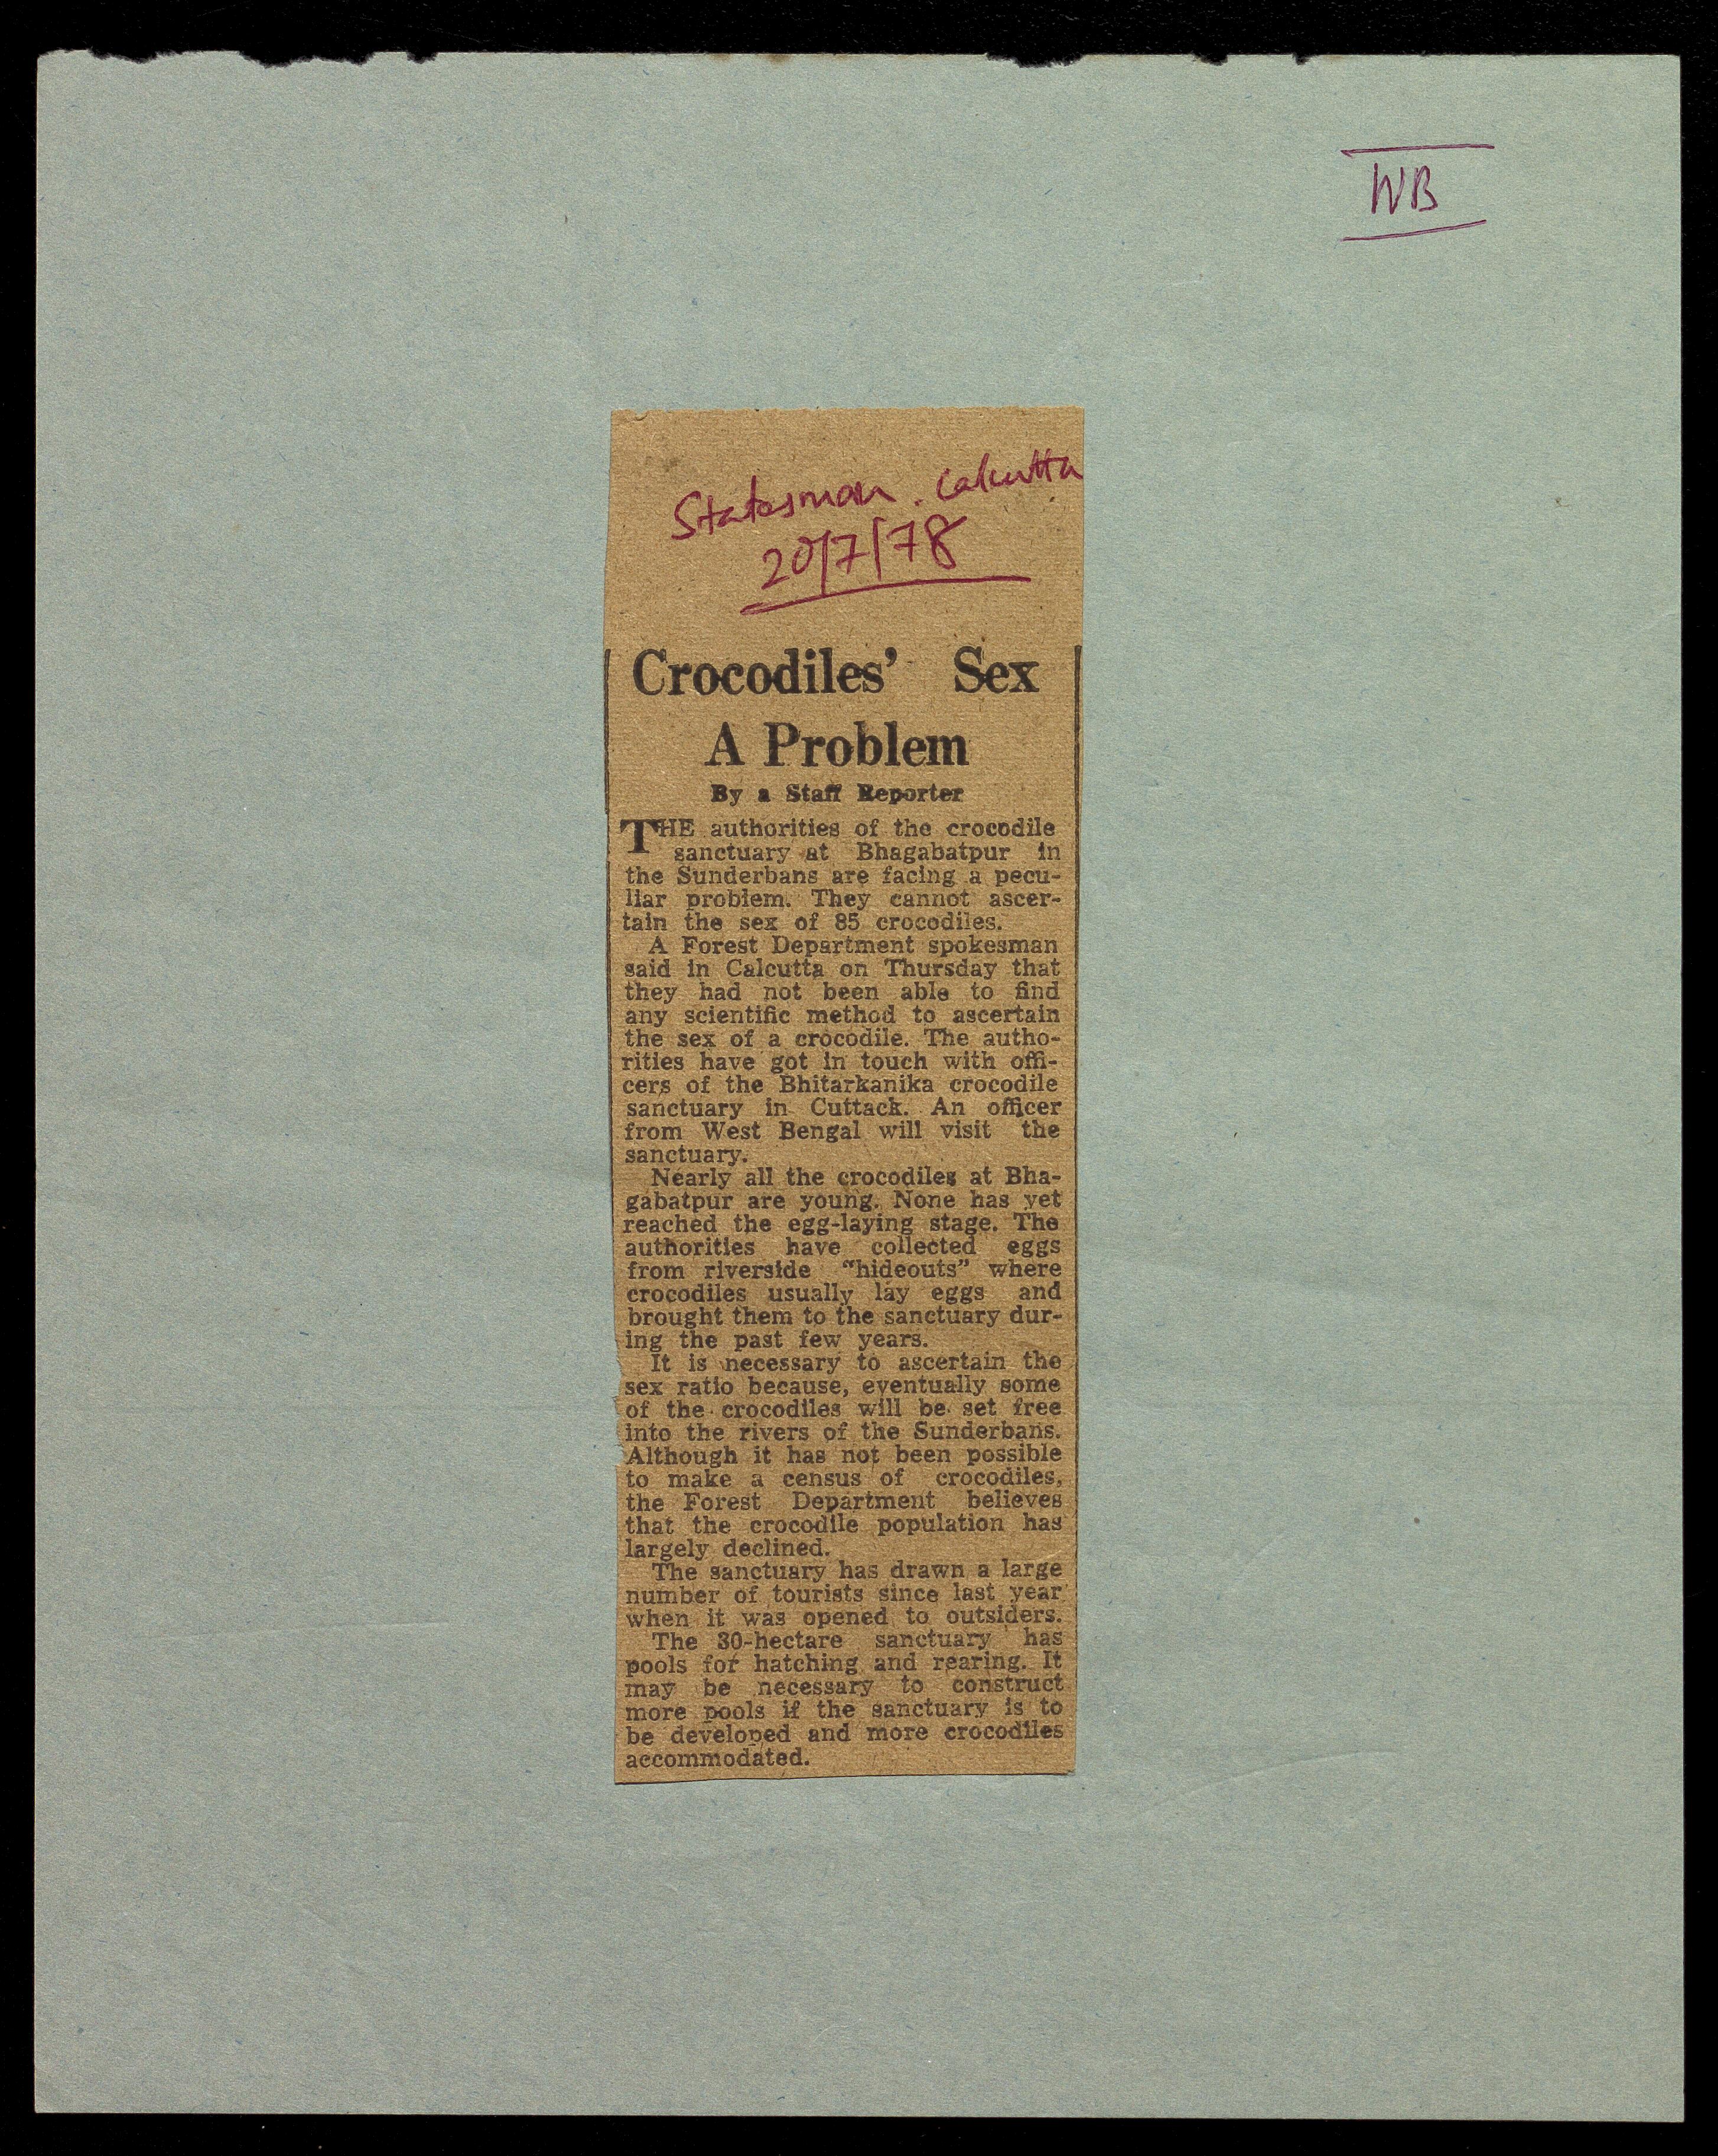 WB
Statesman. Calcutta
20/7/78
Crocodiles' Sex
A Problem
By a Staff Reporter
THE authorities of the crocodile
sanctuary at Bhagabatpur in
the Sunderbans are facing a pecu-
liar problem. They cannot ascer-
tain the sex of 85 crocodiles.
A Forest Department spokesman
said in Calcutta on Thursday that
they had not been able to find
any scientific method to ascertain
the sex of a crocodile. The autho-
rities have got in touch with offi-
cers of the Bhitarkanika crocodile
sanctuary in Cuttack. An officer
from West Bengal will visit the
sanctuary.
Nearly all the crocodiles at Bha-
gabatpur are young. None has yet
reached the egg-laying stage. The
authorities have collected eggs
from riverside "hideouts" where
crocodiles usually lay eggs and
brought them to the sanctuary dur-
ing the past few years.
It is necessary to ascertain the
sex ratio because, eventually some
of the crocodiles will be set free
into the rivers of the Sunderbans.
Although it has not been possible
to make a census of crocodiles,
the Forest Department believes
that the crocodile population has
largely declined.
The sanctuary has drawn a large
number of tourists since last year
when it was opened to outsiders.
The 30-hectare sanctuary has
pools for hatching and rearing. It
may be necessary to construct
more pools if the sanctuary is to
be developed and more crocodiles
accommodated.